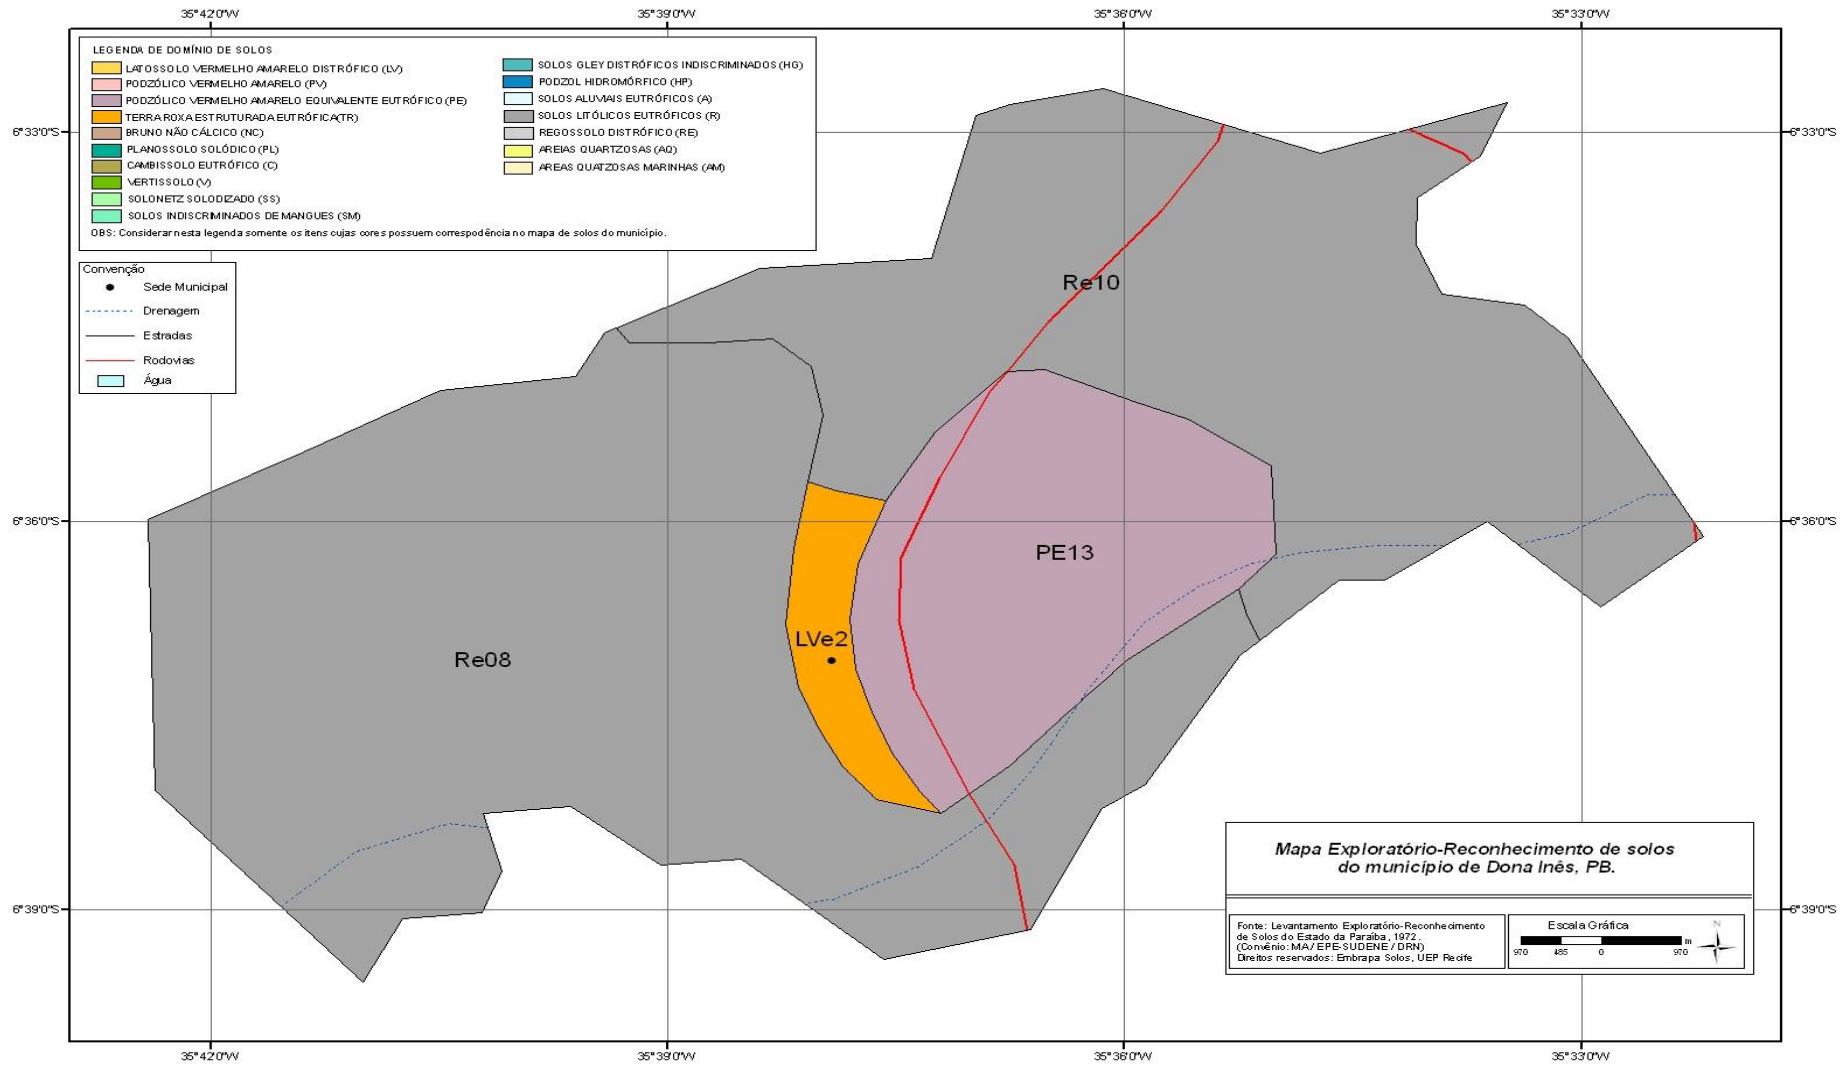 35°42'0"W
35°39'0"W
35°36'0"W
35°33'0"W
LEGENDA DE DOMÍNIO DE SOLOS
LATOSSOLO VERMELHO AMARELO DISTRÓFICO (LV)
PODZÓLICO VERMELHO AMARELO (PV)
PODZÓLICO VERMELHO AMARELO EQUIVALENTE EUTRÓFICO (PE)
TERRA ROXA ESTRUTURADA EUTRÓFICA(TR)
BRUNO NÃO CÁLCICO (NC)
PLANOSSOLO SOLÓDICO (PL)
CAMBISSOLO EUTRÓFICO (C)
VERTISSOLO (V)
SOLONETZ SOLODIZADO (SS)
SOLOS INDISCRIMINADOS DE MANGUES (SM)
SOLOS GLEY DISTRÓFICOS INDISCRIMINADOS (HG)
PODZOL HIDROMÓRFICO (HP)
SOLOS ALUVIAIS EUTRÓFICOS (A)
SOLOS LITÓLICOS EUTRÓFICOS (R)
REGOSSOLO DISTRÓFICO (RE)
AREIAS QUARTZOSAS (AQ)
AREAS QUATZOSAS MARINHAS (AM)
OBS: Considerar nesta legenda somente os itens cujas cores possuem correspodência no mapa de solos do município.
6°33'0"S
6°33'0"S
Convenção
Sede Municipal
Drenagem
Estradas
Rodovias
Água
Re10
6°36'0"S
6°36'0"S
PE13
LVe2
Re08
Mapa Exploratório-Reconhecimento de solos
do município de Dona Inês, PB.
6°39'0"S
6°39'0"S
Fonte: Levantamento Exploratório-Reconhecimento
de Solos do Estado da Paraíba, 1972.
(Convênio: MA / EPE-SUDENE / DRN)
Direitos reservados: Embrapa Solos, UEP Recife
Escala Gráfica
m
970 485 0 970
N
35°42'0"W
35°39'0"W
35°36'0"W
35°33'0"W